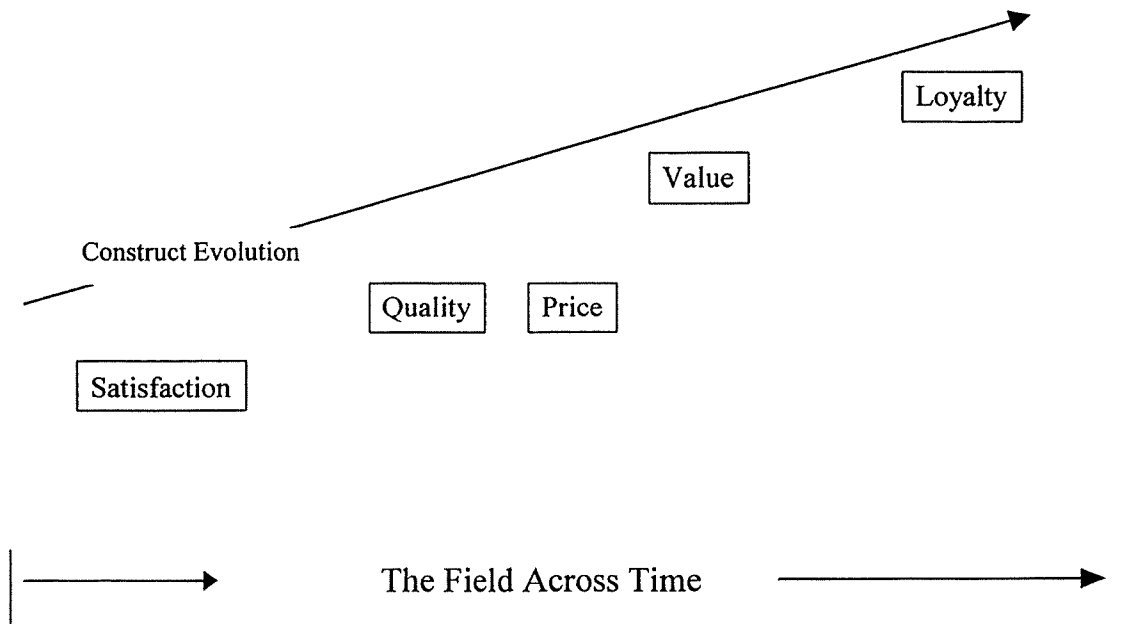 Loyalty
Value
Construct Evolution
Quality Price
Satisfaction
The Field Across Time